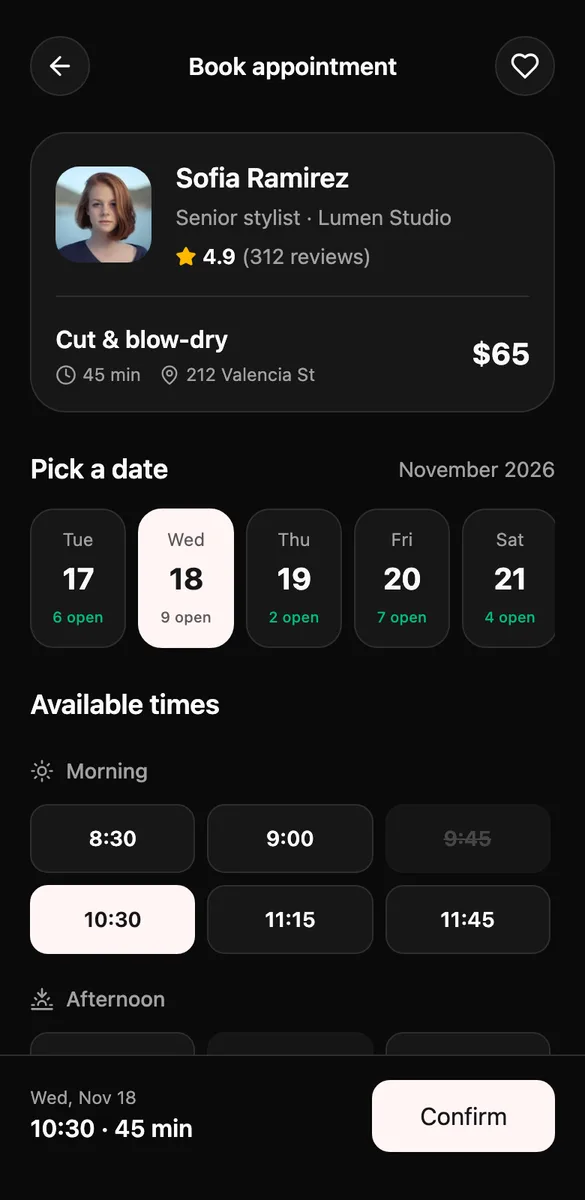 Book appointment
Sofia Ramirez
Senior stylist · Lumen Studio
4.9 (312 reviews)
Cut & blow-dry
$65
45 min 212 Valencia St
Pick a date November 2026
Tue Wed Thu Fri Sat
17 18 19 20 21
6 open 9 open 2 open 7 open 4 open
Available times
Morning
8:30 9:00 9:45
10:30 11:15 11:45
Afternoon
Wed, Nov 18
10:30 · 45 min
Confirm